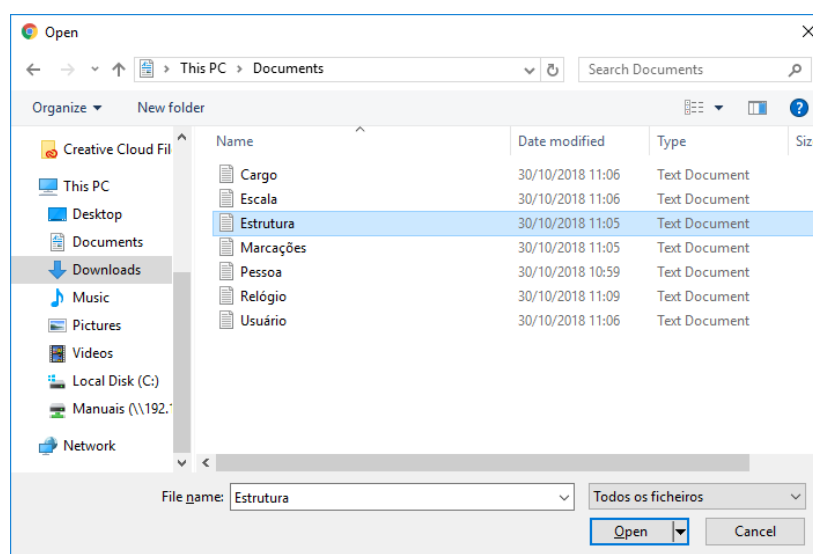 Open
This PC > Documents
Search Documents
Organize
New folder
Name
Date modified
Type
Siz
Creative Cloud Fil
This PC
Desktop
Documents
Downloads
Music
Pictures
Videos
Local Disk (C:)
Manuais (\\192.1
Network
Cargo 30/10/2018 11:06 Text Document
Escala 30/10/2018 11:06 Text Document
Estrutura 30/10/2018 11:05 Text Document
Marcações 30/10/2018 11:05 Text Document
Pessoa 30/10/2018 10:59 Text Document
Relógio 30/10/2018 11:09 Text Document
Usuário 30/10/2018 11:06 Text Document
File name: Estrutura
Todos os ficheiros
Open
Cancel